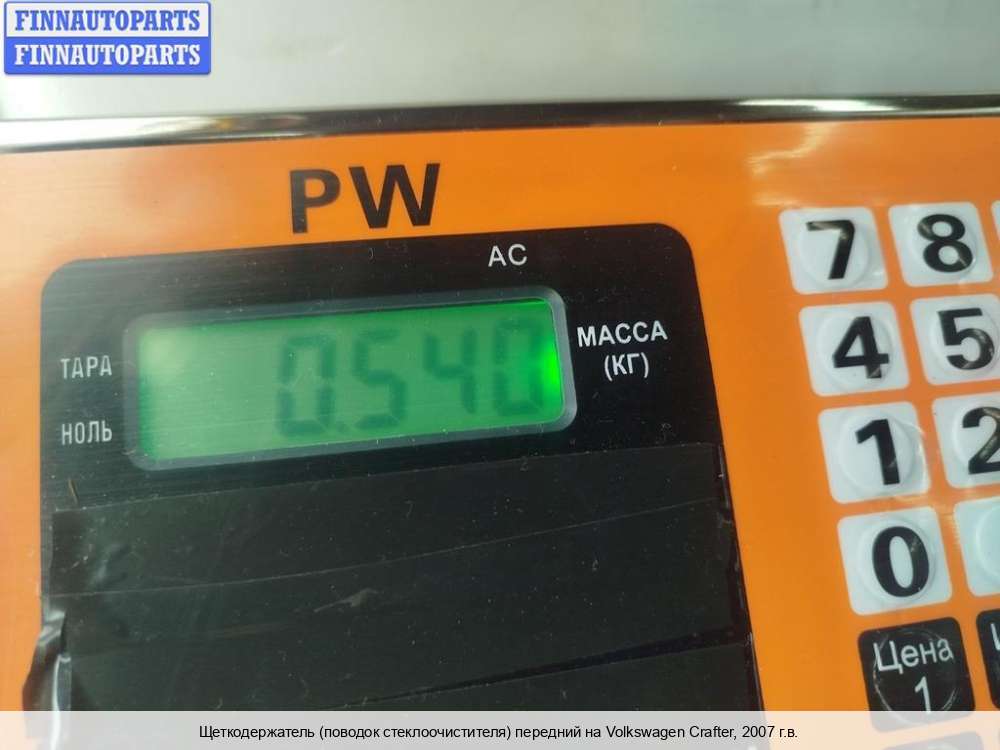 FINNAUTOPARTS
FINNAUTOPARTS
PW
AC
7 8
ТАРА
0.540
МАССА
(КГ)
4 5
НОЛЬ
1 2
0
Цена
1
Щеткодержатель (поводок стеклоочистителя) передний на Volkswagen Crafter, 2007 г.в.